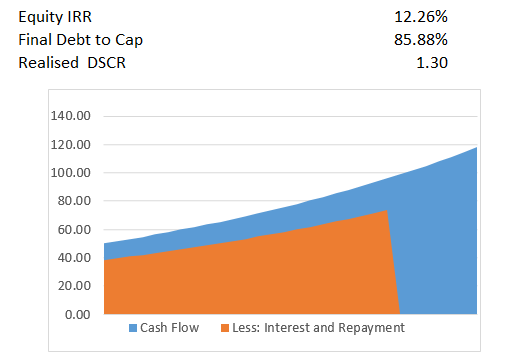 Equity IRR 12.26%
Final Debt to Cap 85.88%
Realised DSCR 1.30
140.00
120.00
100.00
80.00
60.00
40.00
20.00
0.00
Cash Flow Less: Interest and Repayment